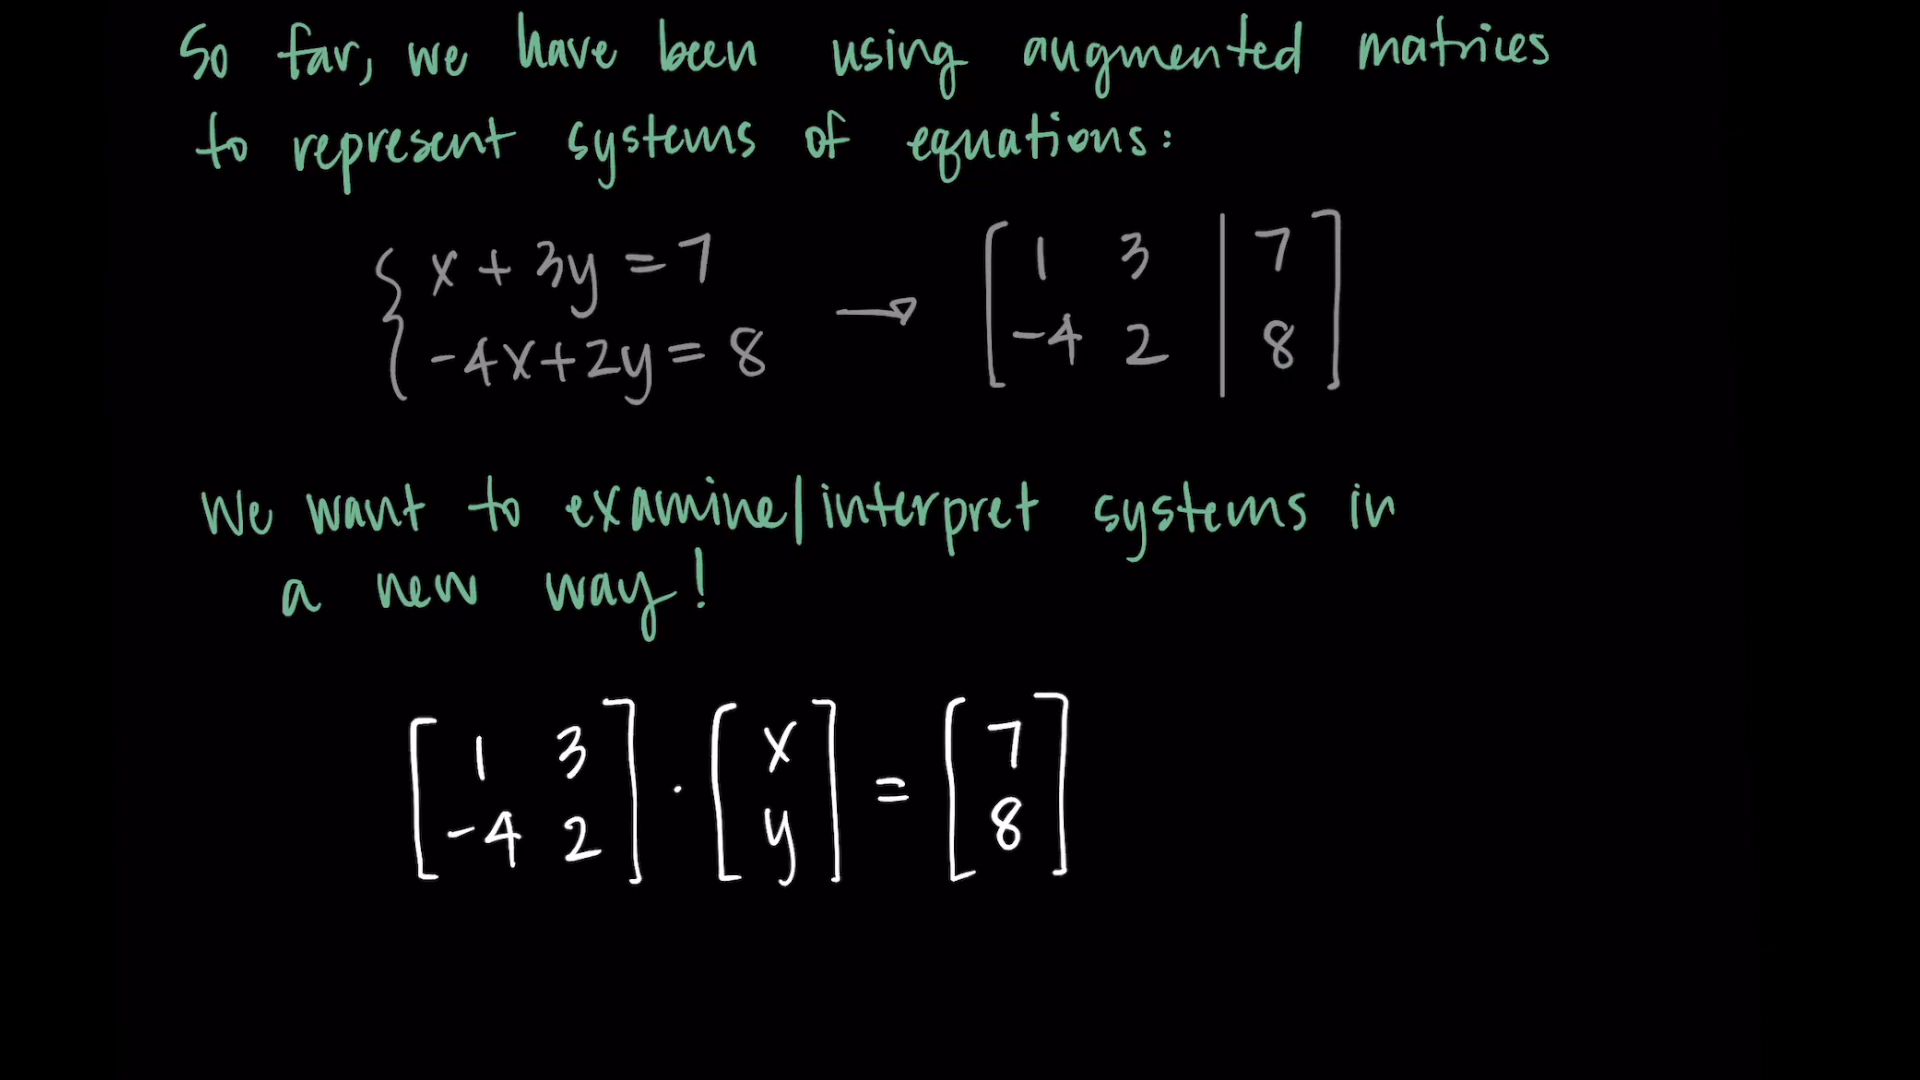 So far, we have been using augmented matrices
to represent systems of equations:
{ x + 3y = 7
-4x+2y = 8
→ [ 1 3 | 7
-4 2 | 8 ]
We want to examine/interpret systems in
a new way!
[ 1 3
-4 2 ] · [ x
y ] = [ 7
8 ]